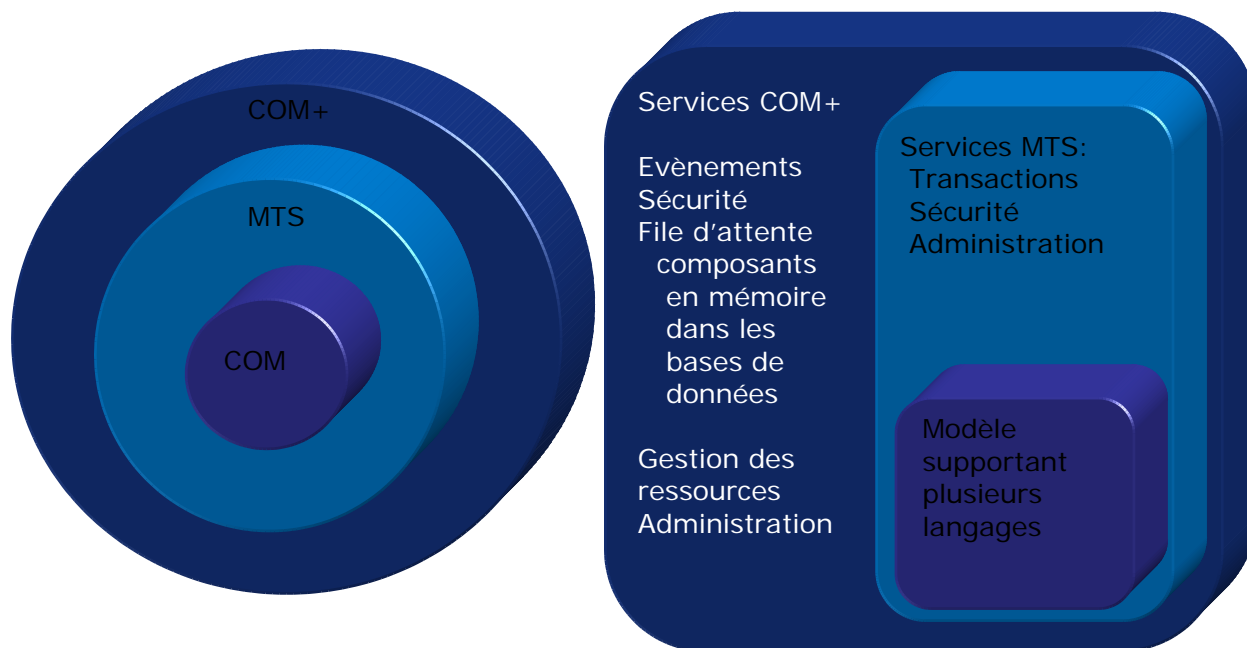 COM+
MTS
COM
Services COM+
Evènements
Sécurité
File d'attente
composants
en mémoire
dans les
bases de
données
Gestion des
ressources
Administration
Services MTS:
Transactions
Sécurité
Administration
Modèle
supportant
plusieurs
langages